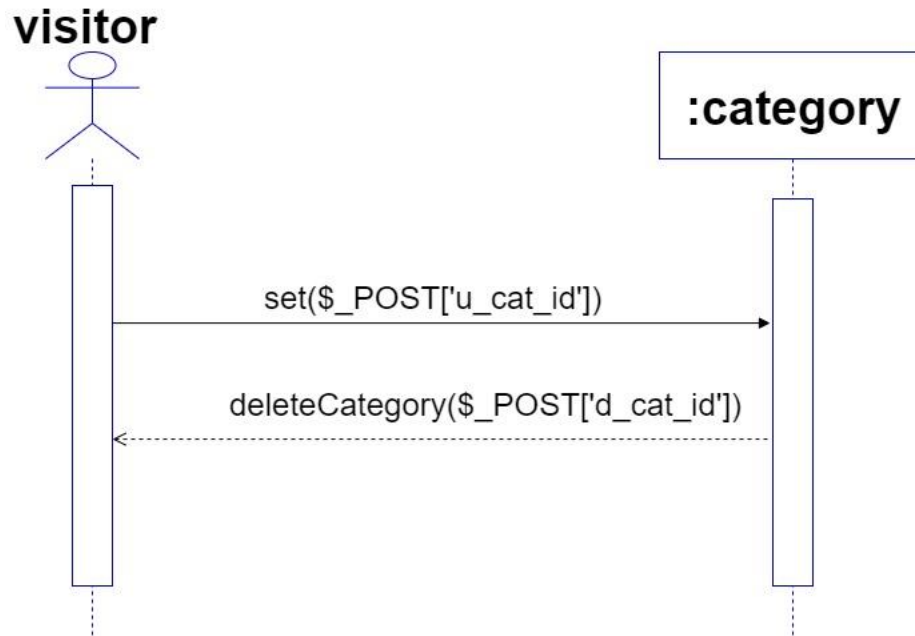 visitor
:category
set($_POST['u_cat_id'])
deleteCategory($_POST['d_cat_id'])